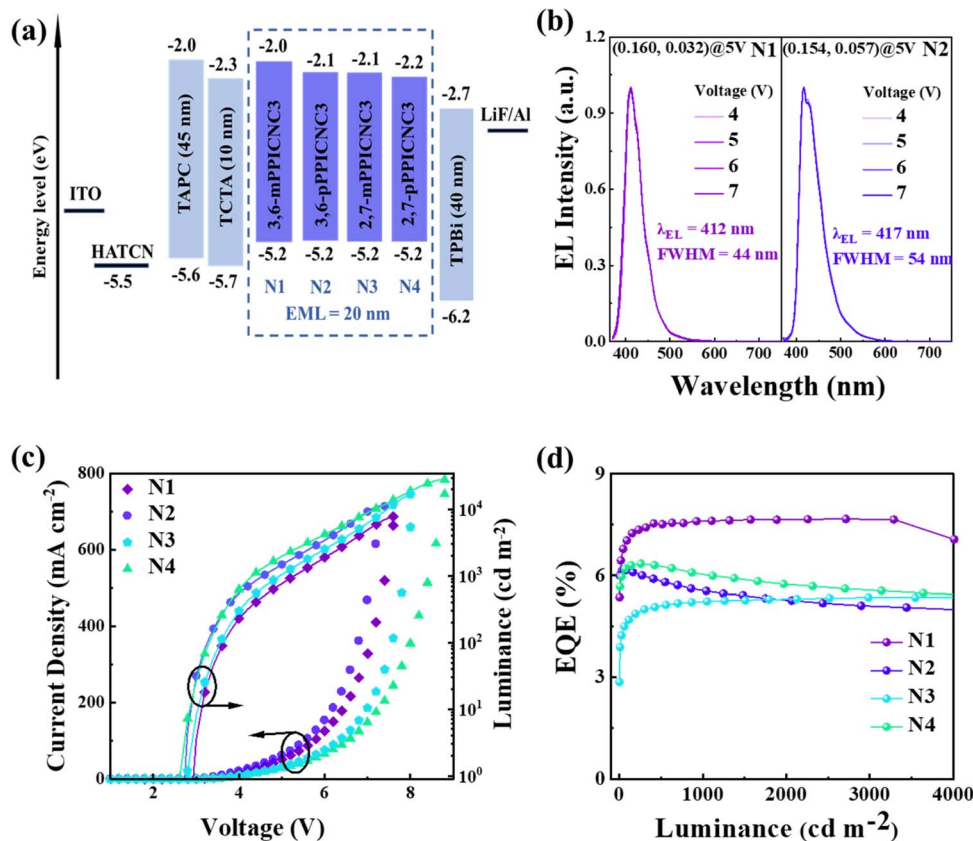 (a)
Energy level (eV)
ITO
HATCN
-5.5
-2.0
TAPC (45 nm)
-5.6
-2.3
TCTA (10 nm)
-5.7
-2.0
3,6-mPPICNC3
-5.2
N1
-2.1
3,6-pPPICNC3
-5.2
N2
-2.1
2,7-mPPICNC3
-5.2
N3
-2.2
2,7-pPPICNC3
-5.2
N4
EML = 20 nm
-2.7
TPBi (40 nm)
-6.2
LiF/Al
(b)
EL Intensity (a.u.)
1.2
0.9
0.6
0.3
0.0
(0.160, 0.032)@5V N1
Voltage (V)
4
5
6
7
λEL = 412 nm
FWHM = 44 nm
400 500 600 700
(0.154, 0.057)@5V N2
Voltage (V)
4
5
6
7
λEL = 417 nm
FWHM = 54 nm
400 500 600 700
Wavelength (nm)
(c)
Current Density (mA cm-2)
800
600
400
200
0
N1
N2
N3
N4
2 4 6 8
Voltage (V)
10^4
10^3
10^2
10^1
10^0
Luminance (cd m-2)
(d)
EQE (%)
9
6
3
0
N1
N2
N3
N4
0 1000 2000 3000 4000
Luminance (cd m-2)